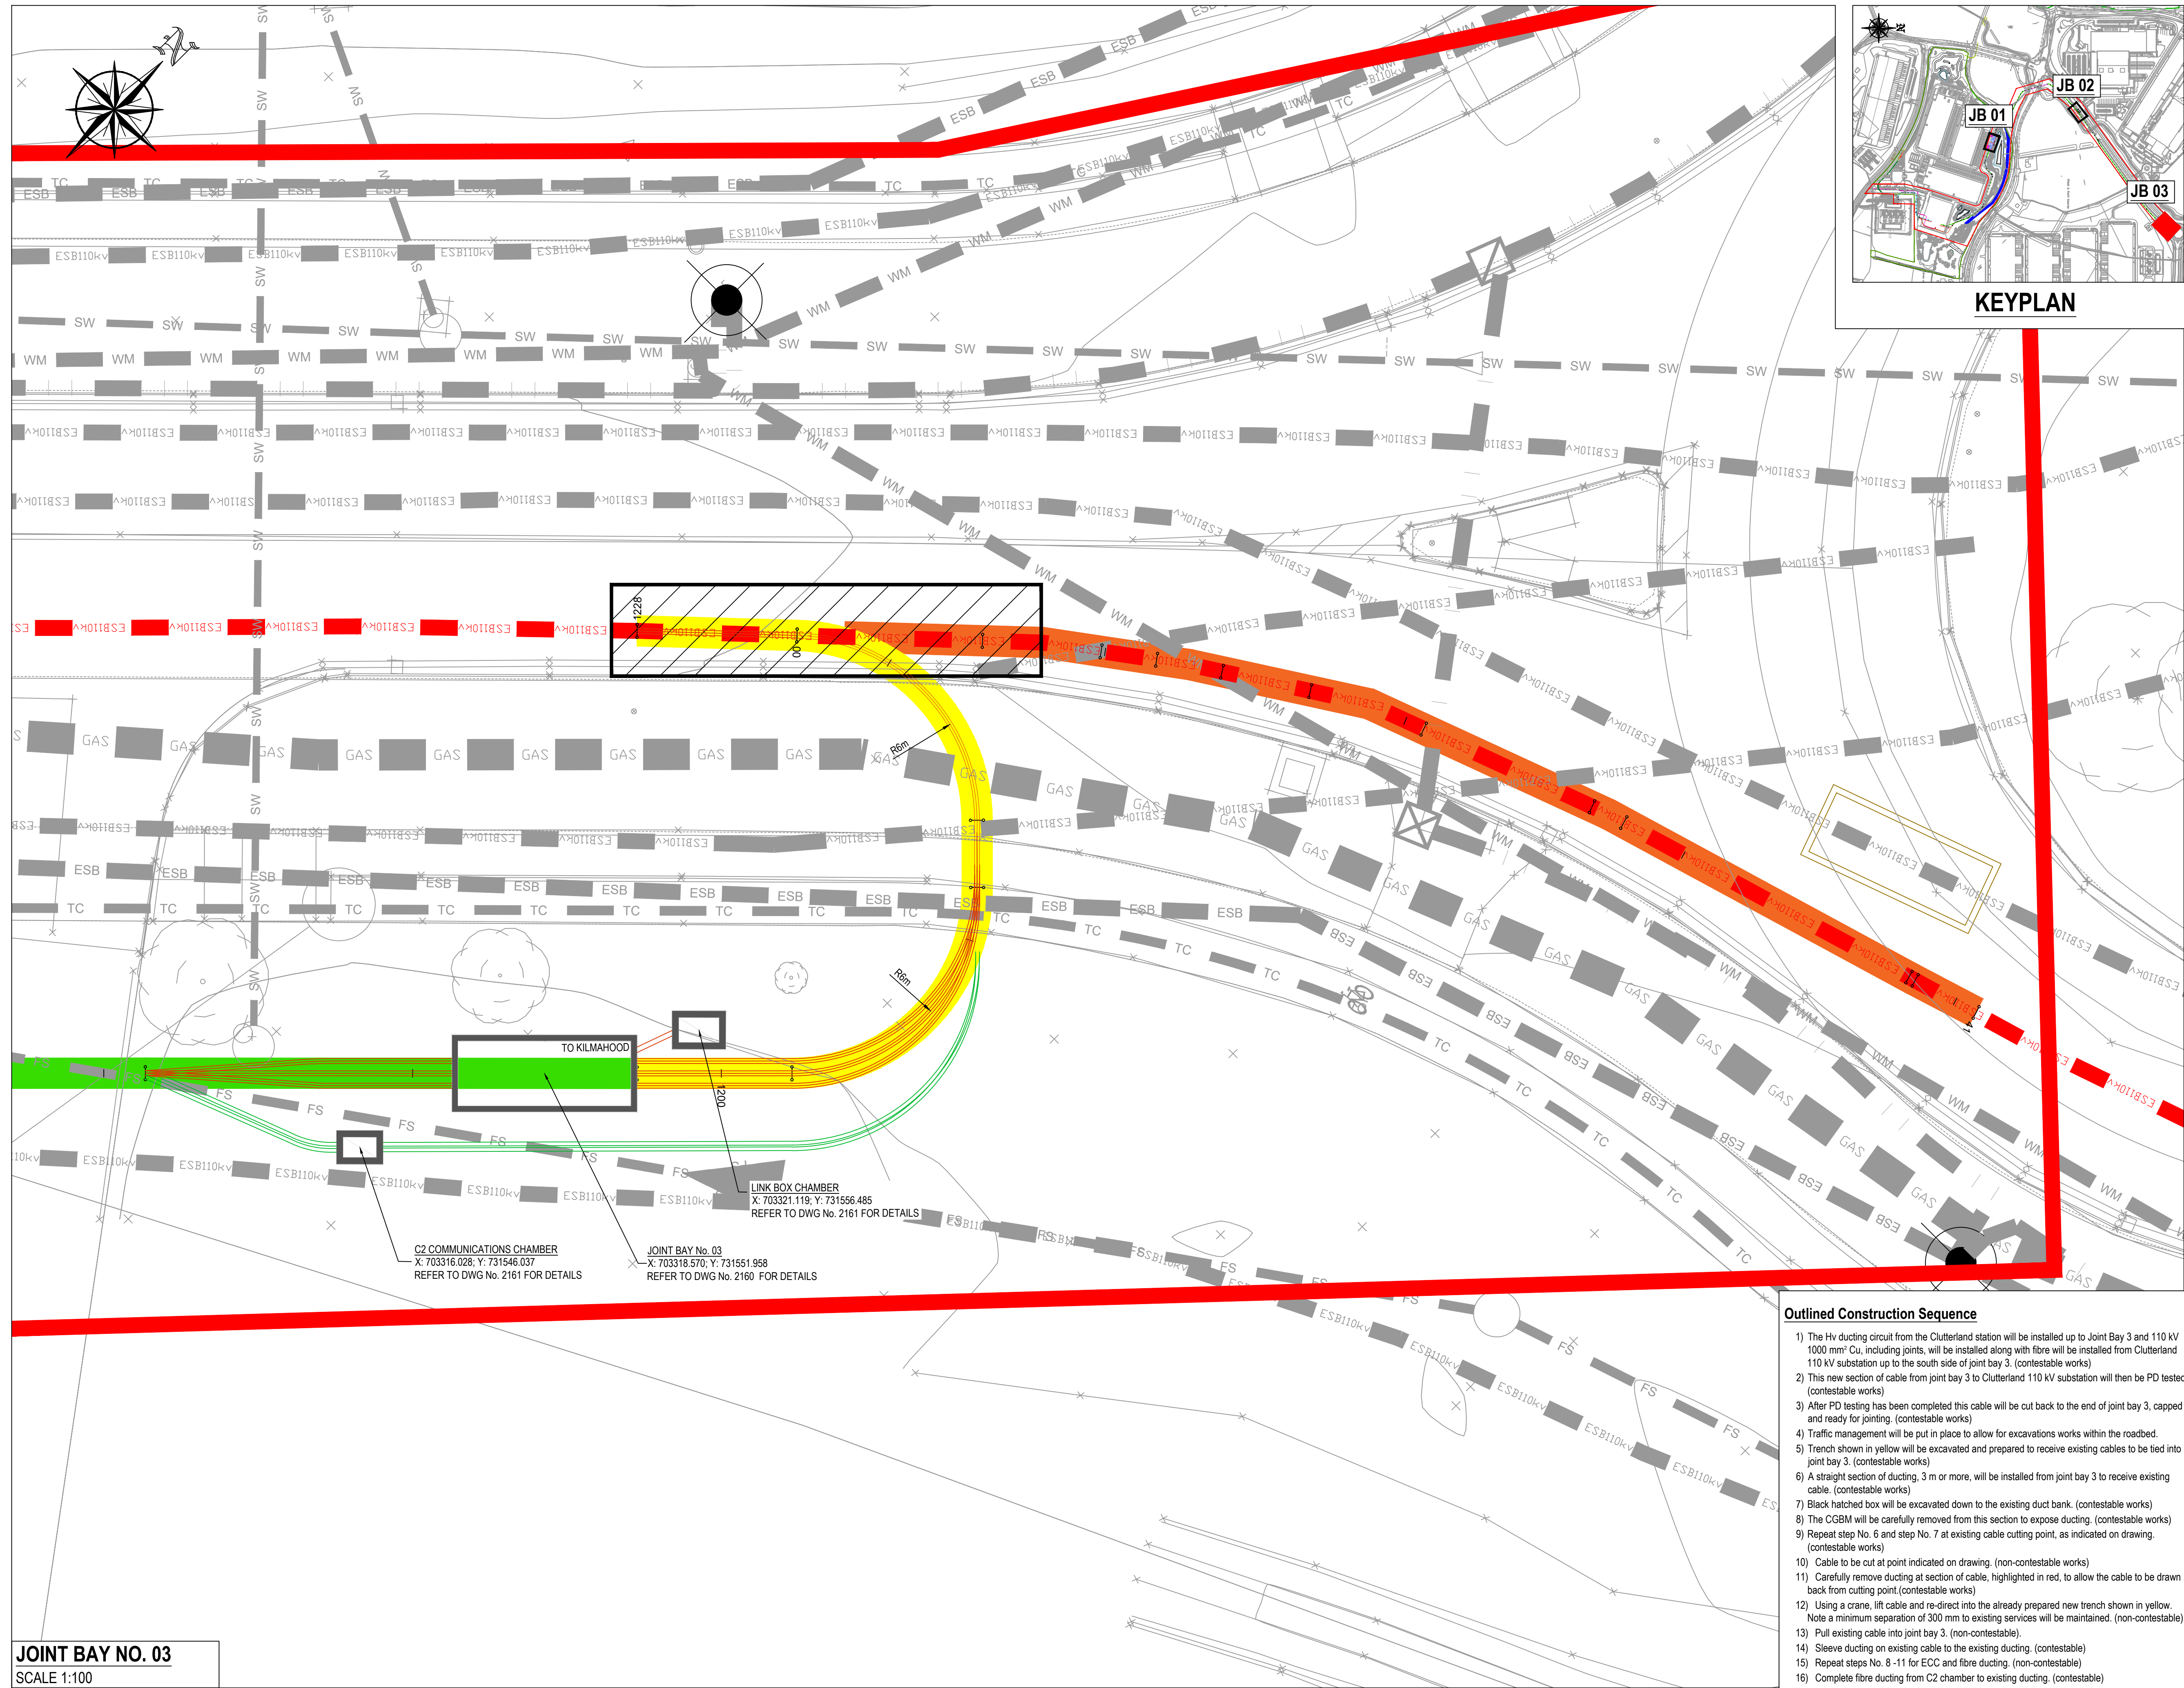 KEYPLAN
JB 01
JB 02
JB 03
TC
ESB
ESB110kv
SW
WM
GAS
FS
1228
00
R6m
R6m
TO KILMAHOOD
1200
41
LINK BOX CHAMBER
X: 703321.119; Y: 731556.485
REFER TO DWG No. 2161 FOR DETAILS
C2 COMMUNICATIONS CHAMBER
X: 703316.028; Y: 731546.037
REFER TO DWG No. 2161 FOR DETAILS
JOINT BAY No. 03
X: 703318.570; Y: 731551.958
REFER TO DWG No. 2160 FOR DETAILS
Outlined Construction Sequence
1) The Hv ducting circuit from the Clutterland station will be installed up to Joint Bay 3 and 110 kV
1000 mm² Cu, including joints, will be installed along with fibre will be installed from Clutterland
110 kV substation up to the south side of joint bay 3. (contestable works)
2) This new section of cable from joint bay 3 to Clutterland 110 kV substation will then be PD tested
(contestable works)
3) After PD testing has been completed this cable will be cut back to the end of joint bay 3, capped
and ready for jointing. (contestable works)
4) Traffic management will be put in place to allow for excavations works within the roadbed.
5) Trench shown in yellow will be excavated and prepared to receive existing cables to be tied into
joint bay 3. (contestable works)
6) A straight section of ducting, 3 m or more, will be installed from joint bay 3 to receive existing
cable. (contestable works)
7) Black hatched box will be excavated down to the existing duct bank. (contestable works)
8) The CGBM will be carefully removed from this section to expose ducting. (contestable works)
9) Repeat step No. 6 and step No. 7 at existing cable cutting point, as indicated on drawing.
(contestable works)
10) Cable to be cut at point indicated on drawing. (non-contestable works)
11) Carefully remove ducting at section of cable, highlighted in red, to allow the cable to be drawn
back from cutting point.(contestable works)
12) Using a crane, lift cable and re-direct into the already prepared new trench shown in yellow.
Note a minimum separation of 300 mm to existing services will be maintained. (non-contestable)
13) Pull existing cable into joint bay 3. (non-contestable).
14) Sleeve ducting on existing cable to the existing ducting. (contestable)
15) Repeat steps No. 8 -11 for ECC and fibre ducting. (non-contestable)
16) Complete fibre ducting from C2 chamber to existing ducting. (contestable)
JOINT BAY NO. 03
SCALE 1:100